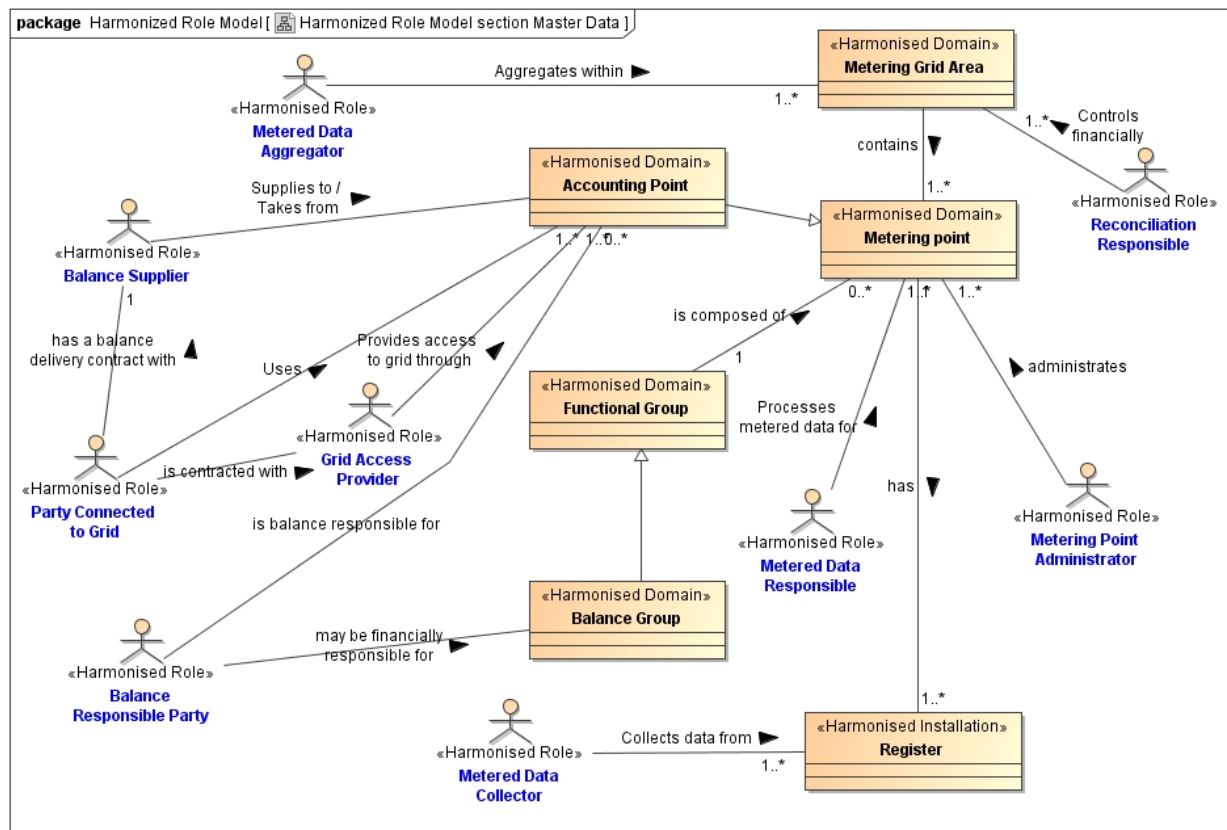 package Harmonized Role Model [ Harmonized Role Model section Master Data ]
«Harmonised Domain»
Metering Grid Area
Aggregates within
1..*
«Harmonised Role»
Metered Data
Aggregator
contains
1..*
1..*
Controls
financially
«Harmonised Role»
Reconciliation
Responsible
«Harmonised Domain»
Accounting Point
Supplies to /
Takes from
«Harmonised Role»
Balance Supplier
1
1..*
1..*
0..*
«Harmonised Domain»
Metering point
0..*
1..*
1..*
is composed of
1
has a balance
delivery contract with
Uses
Provides access
to grid through
«Harmonised Domain»
Functional Group
administrates
Processes
metered data for
«Harmonised Role»
Grid Access
Provider
is contracted with
«Harmonised Role»
Party Connected
to Grid
has
is balance responsible for
«Harmonised Role»
Metered Data
Responsible
«Harmonised Role»
Metering Point
Administrator
«Harmonised Domain»
Balance Group
may be financially
responsible for
«Harmonised Role»
Balance
Responsible Party
1..*
«Harmonised Installation»
Register
Collects data from
1..*
«Harmonised Role»
Metered Data
Collector